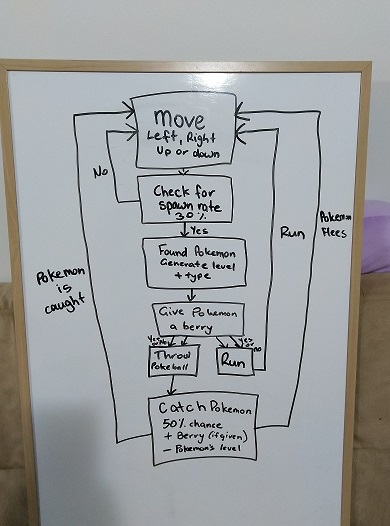 Move
Left, Right
Up or down
No
Check for
spawn rate
30%
Yes
Found Pokemon
Generate level
+ type
Run
Pokemon
Flees
Pokemon
is
caught
Give Pokemon
a berry
Yes
No
Yes
No
Throw
Pokeball
Run
Catch Pokemon
50% chance
+ Berry (if given)
- Pokemon's level